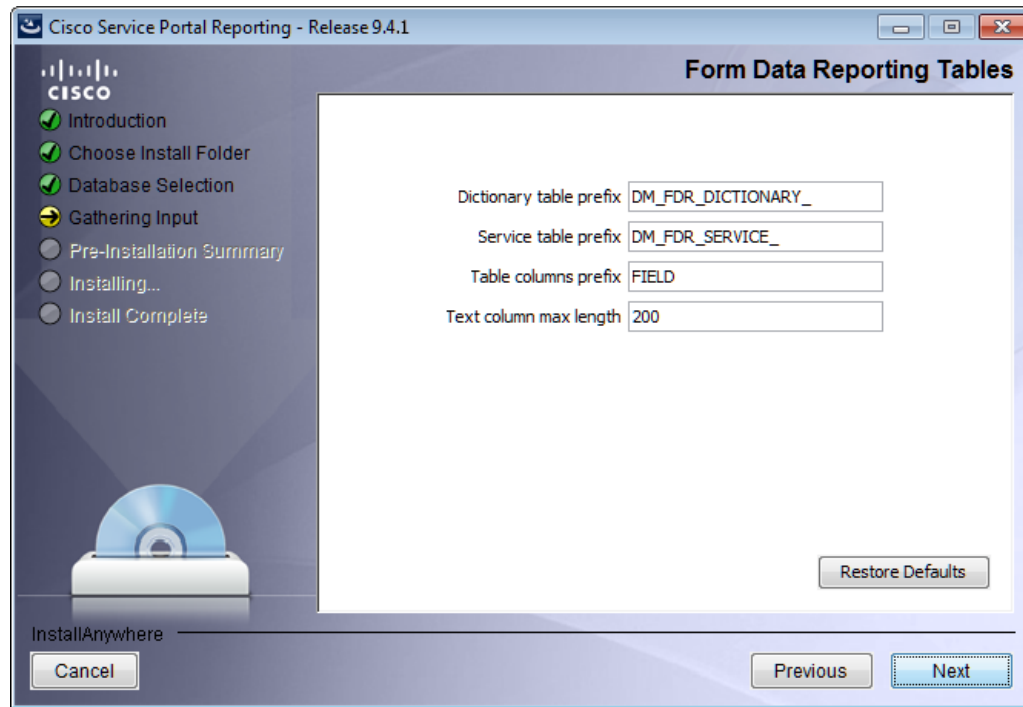 Cisco Service Portal Reporting - Release 9.4.1
CISCO
Form Data Reporting Tables
Introduction
Choose Install Folder
Database Selection
Gathering Input
Pre-Installation Summary
Installing...
Install Complete
Dictionary table prefix DM_FDR_DICTIONARY_
Service table prefix DM_FDR_SERVICE_
Table columns prefix FIELD
Text column max length 200
Restore Defaults
InstallAnywhere
Cancel Previous Next